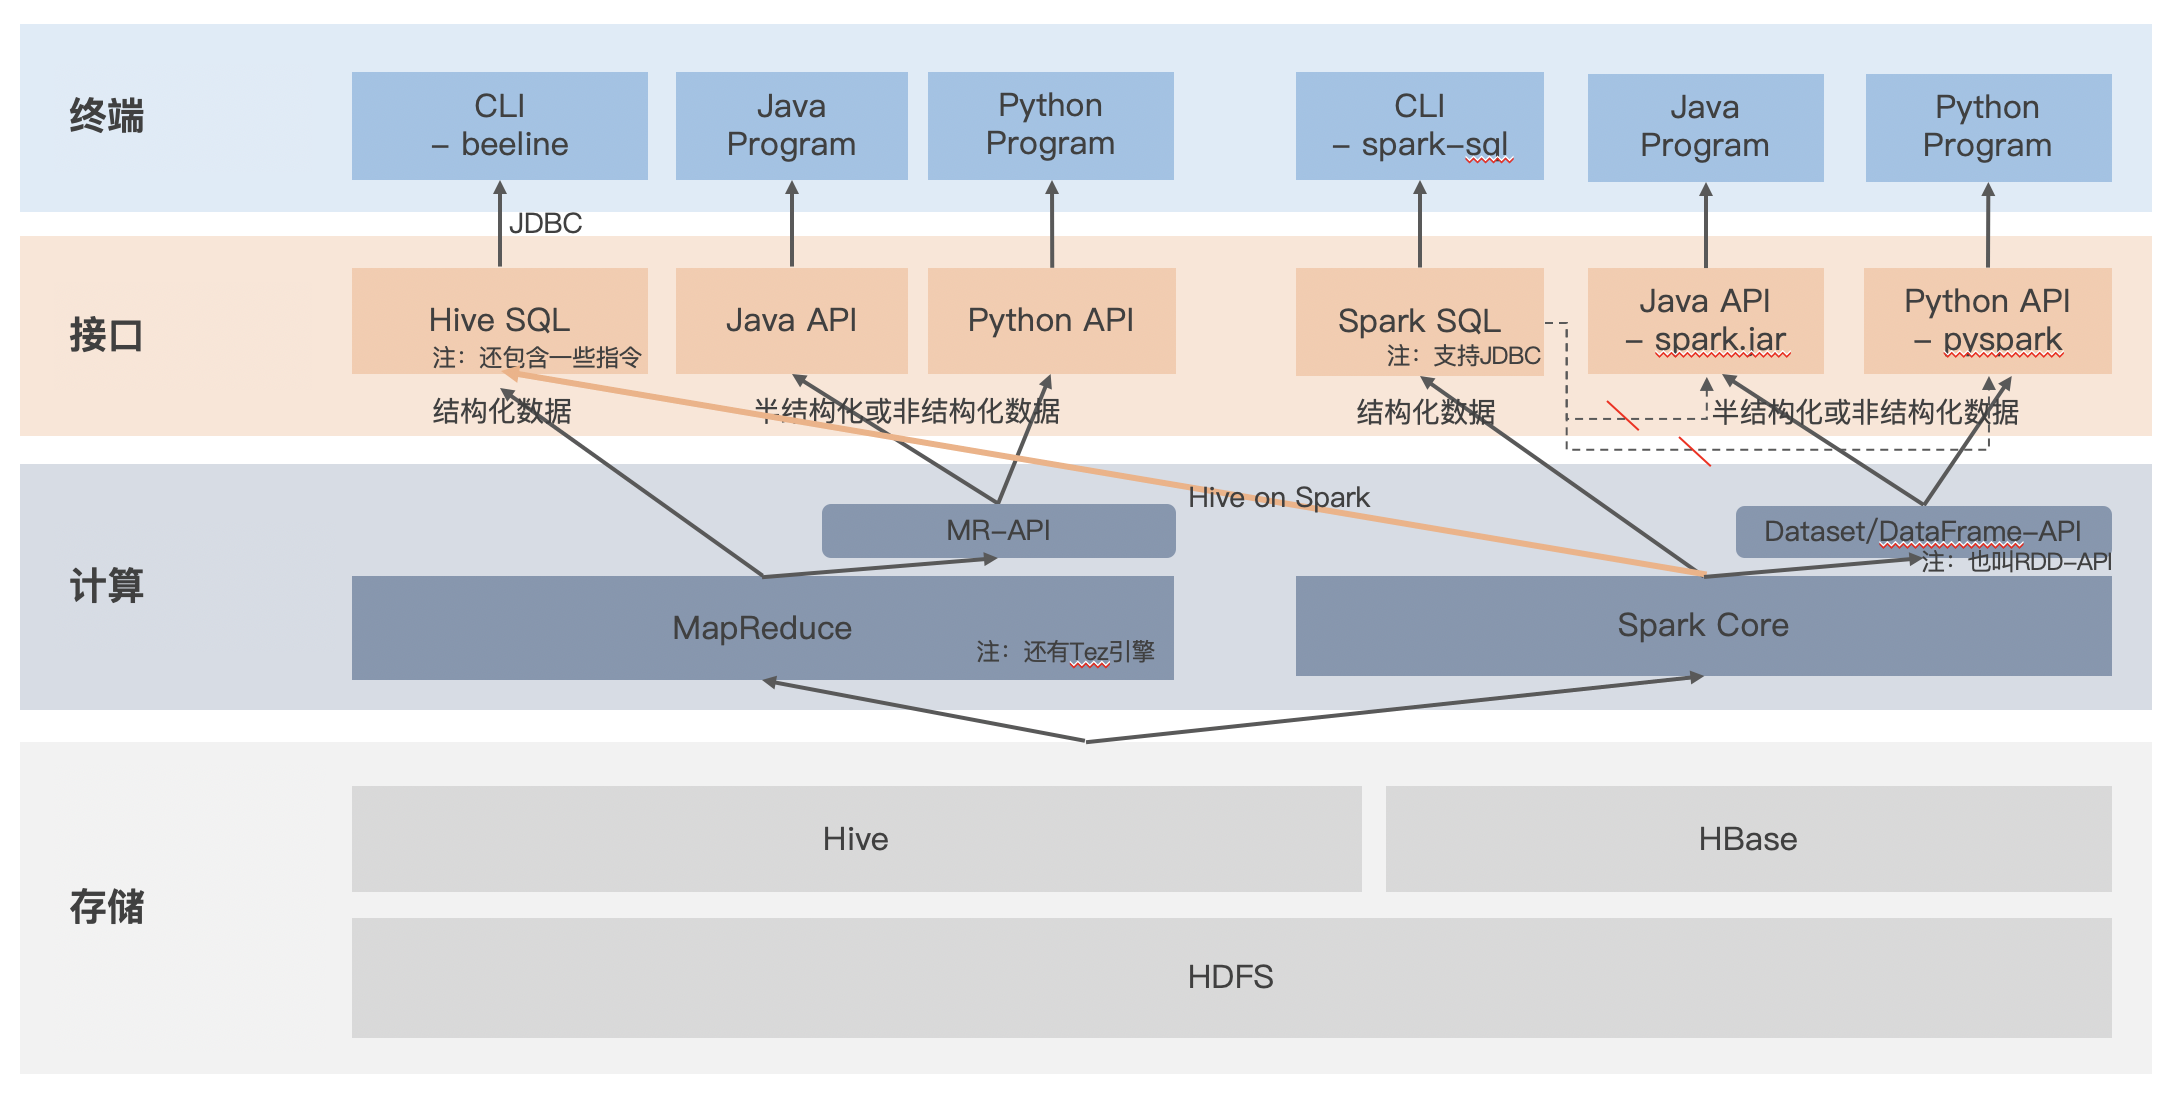 终端
CLI
– beeline
Java
Program
Python
Program
CLI
– spark-sql
Java
Program
Python
Program
JDBC
接口
Hive SQL
注：还包含一些指令
Java API
Python API
Spark SQL
注：支持JDBC
Java API
– spark.jar
Python API
– pyspark
结构化数据
半结构化或非结构化数据
结构化数据
半结构化或非结构化数据
计算
Hive on Spark
MR-API
Dataset/DataFrame-API
注：也叫RDD-API
MapReduce
注：还有Tez引擎
Spark Core
存储
Hive
HBase
HDFS